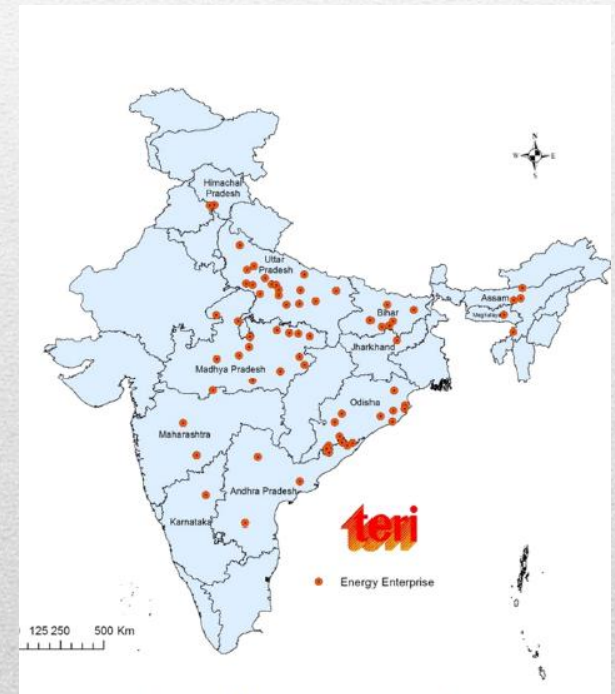 N
W E
S
Himachal
Pradesh
Uttar
Pradesh
Assam
Meghalaya
Bihar
Jharkhand
Madhya Pradesh
Odisha
Maharashtra
Andhra Pradesh
Karnataka
teri
Energy Enterprise
125 250 500 Km